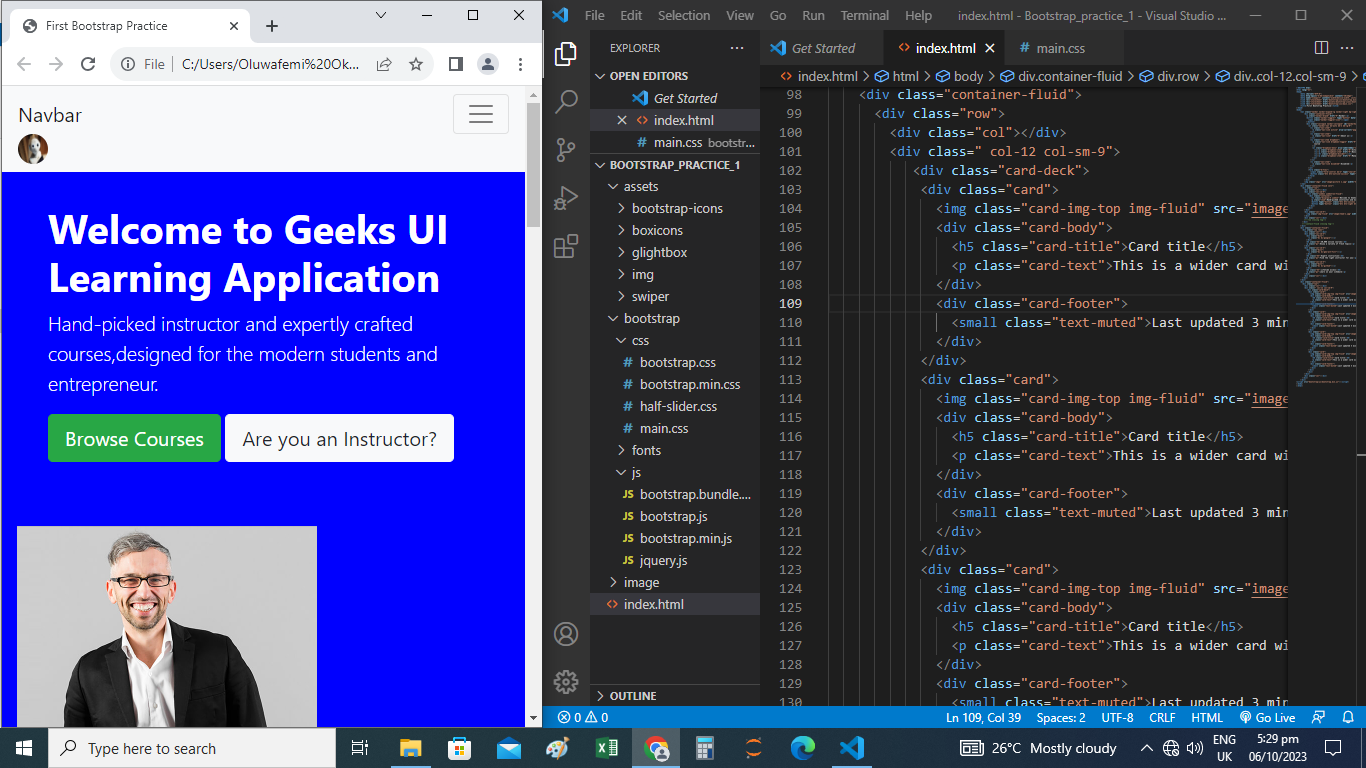 First Bootstrap Practice
File
C:/Users/Oluwafemi%20Ok...
Navbar
Welcome to Geeks UI
Learning Application
Hand-picked instructor and expertly crafted
courses,designed for the modern students and
entrepreneur.
Browse Courses
Are you an Instructor?
File Edit Selection View Go Run Terminal Help
index.html - Bootstrap_practice_1 - Visual Studio ...
EXPLORER
OPEN EDITORS
Get Started
index.html
main.css bootstr...
BOOTSTRAP_PRACTICE_1
assets
bootstrap-icons
boxicons
glightbox
img
swiper
bootstrap
css
bootstrap.css
bootstrap.min.css
half-slider.css
main.css
fonts
js
JS bootstrap.bundle....
JS bootstrap.js
JS bootstrap.min.js
JS jquery.js
image
index.html
OUTLINE
Get Started index.html main.css
index.html > html > body > div.container-fluid > div.row > div..col-12.col-sm-9 >
98 <div class="container-fluid">
99 <div class="row">
100 <div class="col"></div>
101 <div class=" col-12 col-sm-9">
102 <div class="card-deck">
103 <div class="card">
104 <img class="card-img-top img-fluid" src="image
105 <div class="card-body">
106 <h5 class="card-title">Card title</h5>
107 <p class="card-text">This is a wider card wi
108 </div>
109 <div class="card-footer">
110 <small class="text-muted">Last updated 3 min
111 </div>
112 </div>
113 <div class="card">
114 <img class="card-img-top img-fluid" src="image
115 <div class="card-body">
116 <h5 class="card-title">Card title</h5>
117 <p class="card-text">This is a wider card wi
118 </div>
119 <div class="card-footer">
120 <small class="text-muted">Last updated 3 min
121 </div>
122 </div>
123 <div class="card">
124 <img class="card-img-top img-fluid" src="image
125 <div class="card-body">
126 <h5 class="card-title">Card title</h5>
127 <p class="card-text">This is a wider card wi
128 </div>
129 <div class="card-footer">
130 <small class="text-muted">Last updated 3 min
0 0
Ln 109, Col 39 Spaces: 2 UTF-8 CRLF HTML Go Live
Type here to search
26°C Mostly cloudy
ENG
UK
5:29 pm
06/10/2023